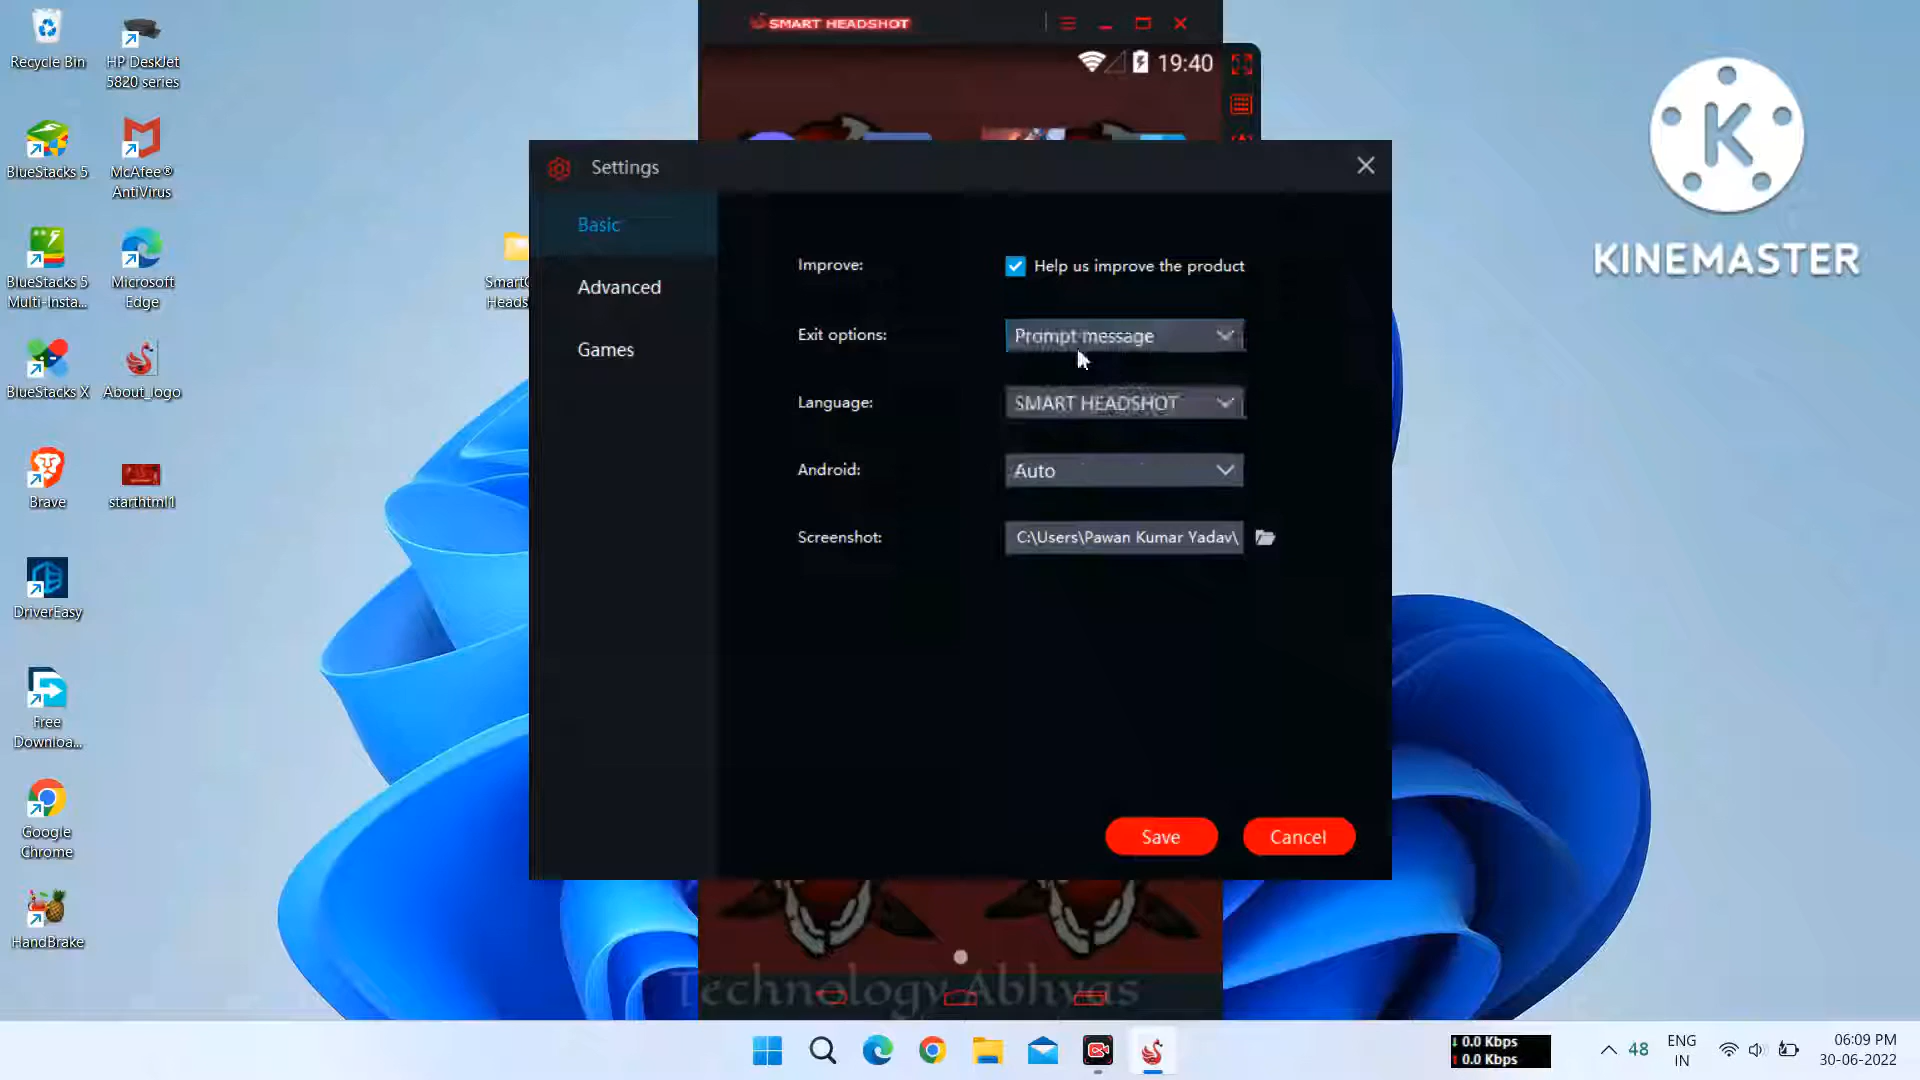 Recycle Bin
HP DeskJet
5820 series
BlueStacks 5
McAfee®
AntiVirus
BlueStacks 5
Multi-Insta...
Microsoft
Edge
BlueStacks X
About_logo
Brave
starthtml1
DriverEasy
Free
Downloa...
Google
Chrome
HandBrake
SMART HEADSHOT
19:40
Settings
Basic
Advanced
Games
Improve:
Help us improve the product
Exit options:
Prompt message
Language:
SMART HEADSHOT
Android:
Auto
Screenshot:
C:\Users\Pawan Kumar Yadav\
Save
Cancel
K
KINEMASTER
Technology Abhyas
0.0 Kbps
0.0 Kbps
48
ENG
IN
06:09 PM
30-06-2022